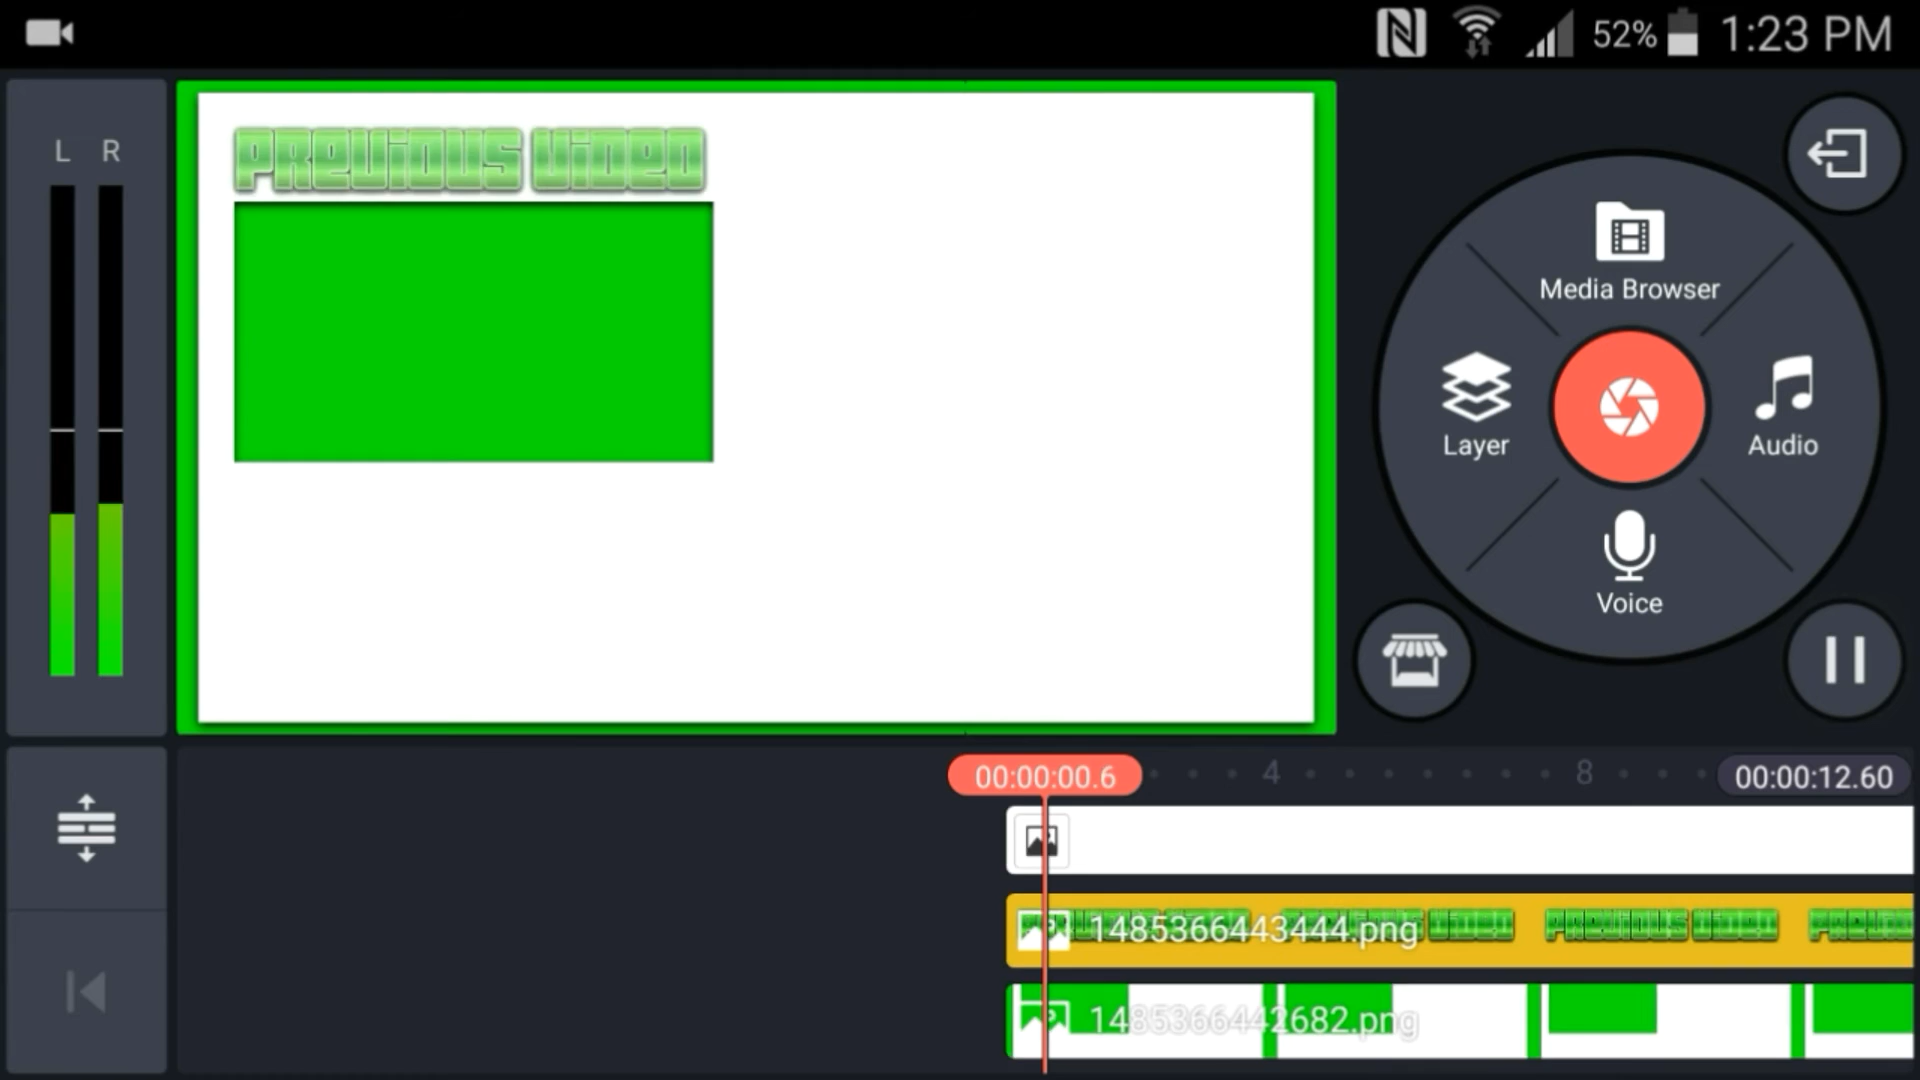 52% 1:23 PM
L R
PREVIOUS VIDEO
Media Browser
Layer
Audio
Voice
00:00:00.6
4
8
00:00:12.60
1485366443444.png
PREVIOUS VIDEO
1485366442682.png